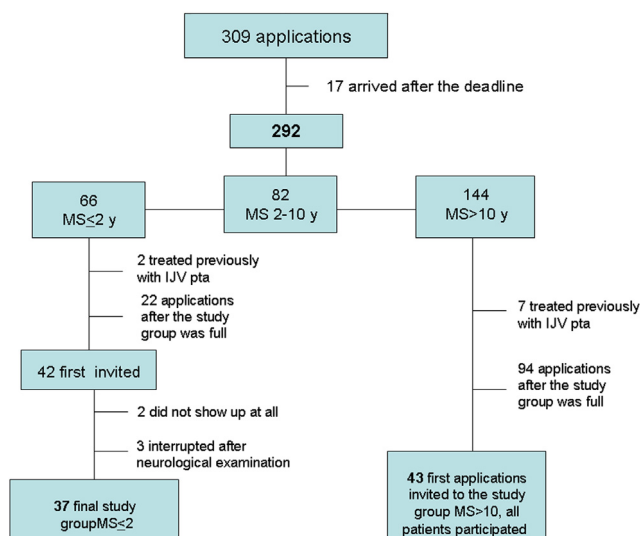 309 applications
17 arrived after the deadline
292
66
MS≤2 y
82
MS 2-10 y
144
MS>10 y
2 treated previously
with IJV pta
22 applications
after the study
group was full
7 treated previously
with IJV pta
42 first  invited
94 applications
after the study
group was full
2 did not show up at all
3 interrupted after
neurological examination
37 final study
groupMS≤2
43 first applications
invited to the study
group MS>10, all
patients participated